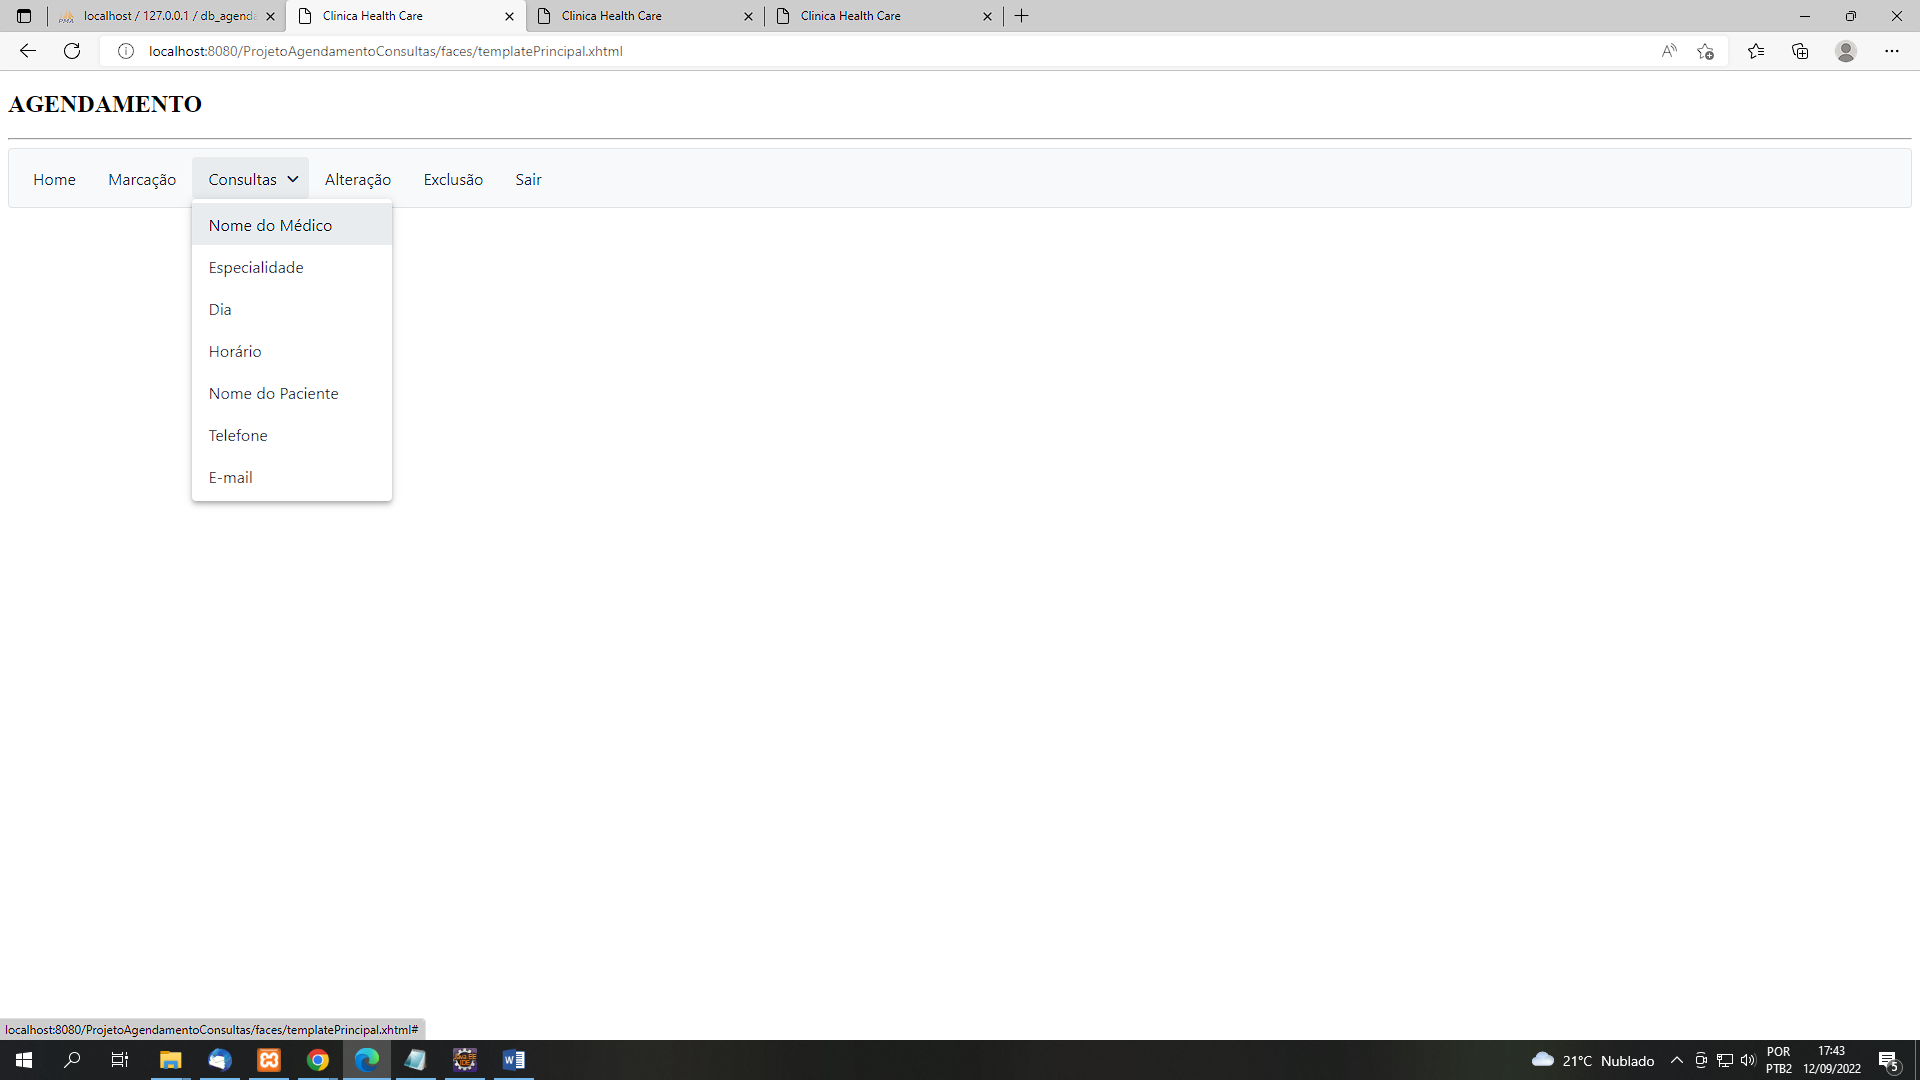 localhost / 127.0.0.1 / db_agenda
Clinica Health Care
Clinica Health Care
Clinica Health Care
localhost:8080/ProjetoAgendamentoConsultas/faces/templatePrincipal.xhtml
AGENDAMENTO
Home Marcação Consultas Alteração Exclusão Sair
Nome do Médico
Especialidade
Dia
Horário
Nome do Paciente
Telefone
E-mail
localhost:8080/ProjetoAgendamentoConsultas/faces/templatePrincipal.xhtml#
21°C Nublado
POR
PTB2
17:43
12/09/2022
5